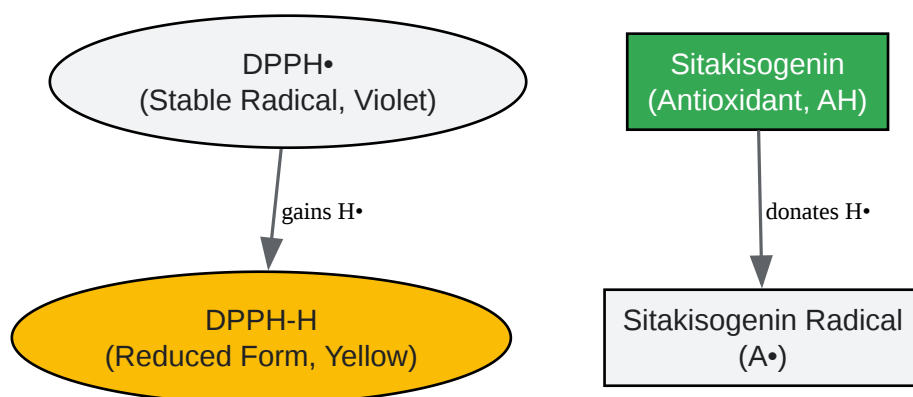 DPPH•
(Stable Radical, Violet)
Sitakisogenin
(Antioxidant, AH)
gains H•
donates H•
DPPH-H
(Reduced Form, Yellow)
Sitakisogenin Radical
(A•)